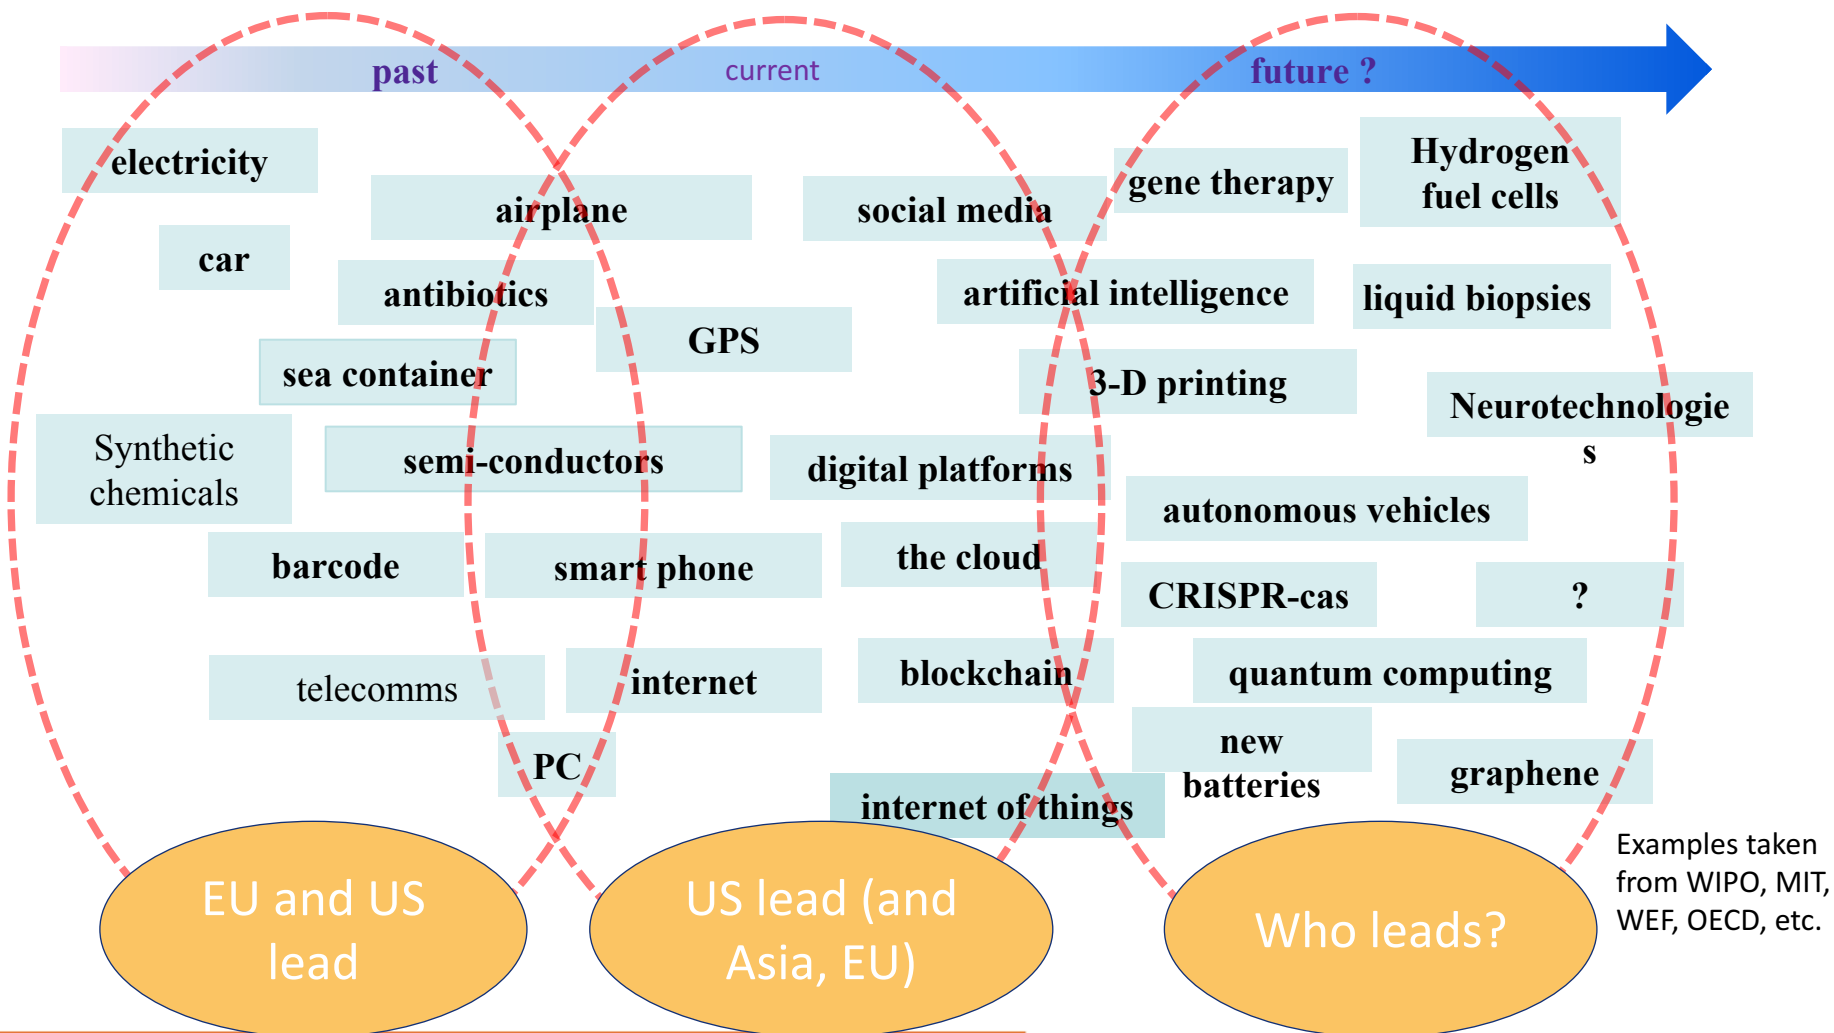 past
current
future ?
electricity
airplane
social media
gene therapy
Hydrogen
fuel cells
car
antibiotics
GPS
artificial intelligence
liquid biopsies
sea container
3-D printing
Neurotechnologie
s
Synthetic
chemicals
semi-conductors
digital platforms
autonomous vehicles
barcode
smart phone
the cloud
CRISPR-cas
?
telecomms
internet
blockchain
quantum computing
PC
new
batteries
graphene
internet of things
EU and US
lead
US lead (and
Asia, EU)
Who leads?
Examples taken
from WIPO, MIT,
WEF, OECD, etc.